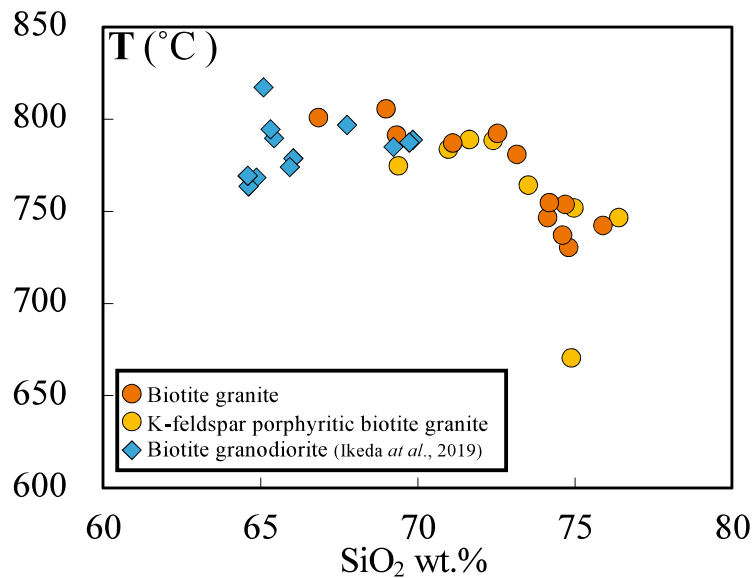 T (°C)
850
800
750
700
650
600
Biotite granite
K-feldspar porphyritic biotite granite
Biotite granodiorite (Ikeda at al., 2019)
60 65 70 75 80
SiO₂ wt.%